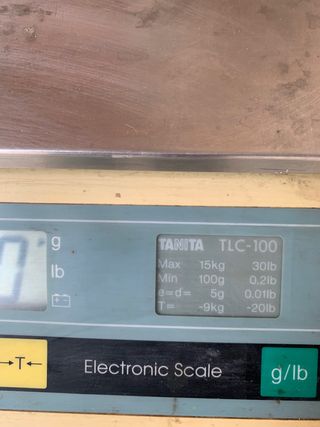 g
lb
TANITA TLC-100
Max 15kg 30lb
Min 100g 0.2lb
e=d= 5g 0.01lb
T= -9kg -20lb
→T← Electronic Scale g/lb